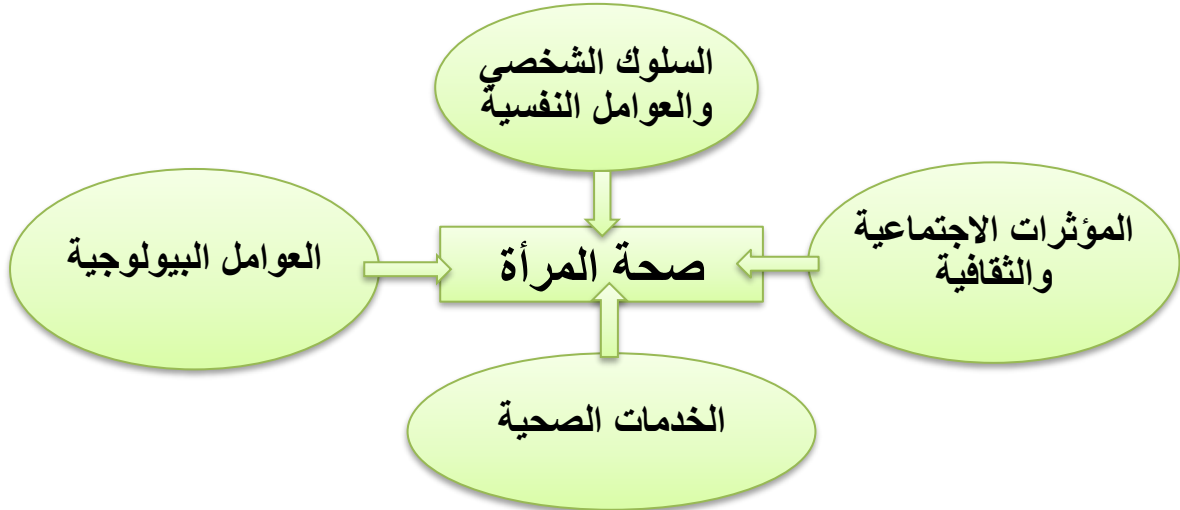 السلوك الشخصي
والعوامل النفسية
المؤثرات الاجتماعية
والثقافية
صحة المرأة
العوامل البيولوجية
الخدمات الصحية